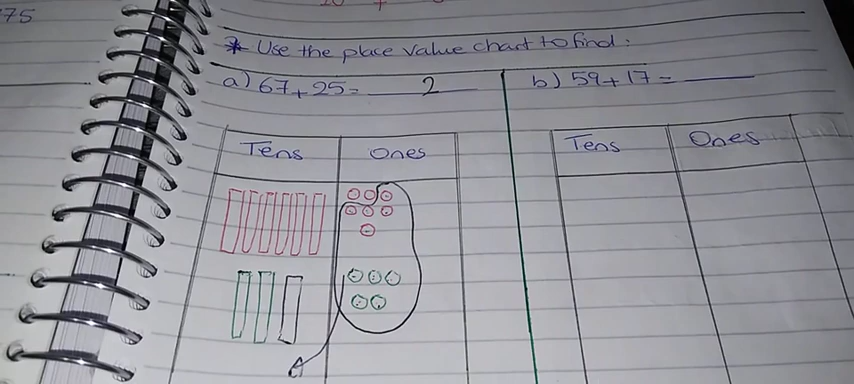 75
* Use the place value chart to find:
a) 67+25= 2
b) 59+17=
Tens Ones
Tens Ones